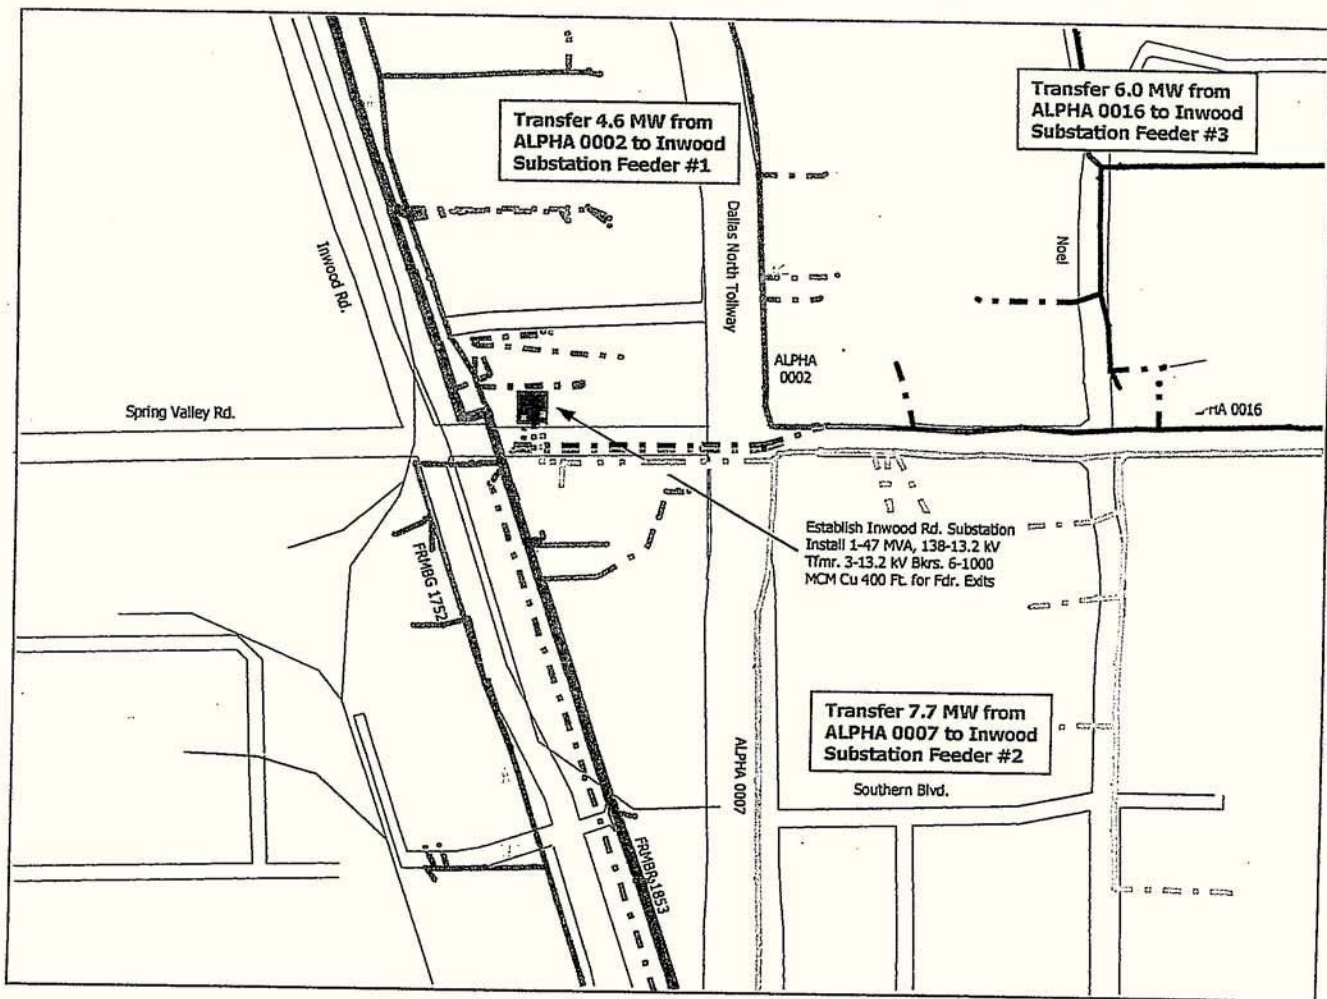 Transfer 4.6 MW from
ALPHA 0002 to Inwood
Substation Feeder #1
Transfer 6.0 MW from
ALPHA 0016 to Inwood
Substation Feeder #3
Inwood Rd.
Dallas North Tollway
Noel
ALPHA
0002
Spring Valley Rd.
0016
Establish Inwood Rd. Substation
Install 1-47 MVA, 138-13.2 kV
Tfmr. 3-13.2 kV Bkrs. 6-1000
MCM Cu 400 Ft. for Fdr. Exits
FRMBG 1752
Transfer 7.7 MW from
ALPHA 0007 to Inwood
Substation Feeder #2
ALPHA 0007
Southern Blvd.
FRMBR 1853